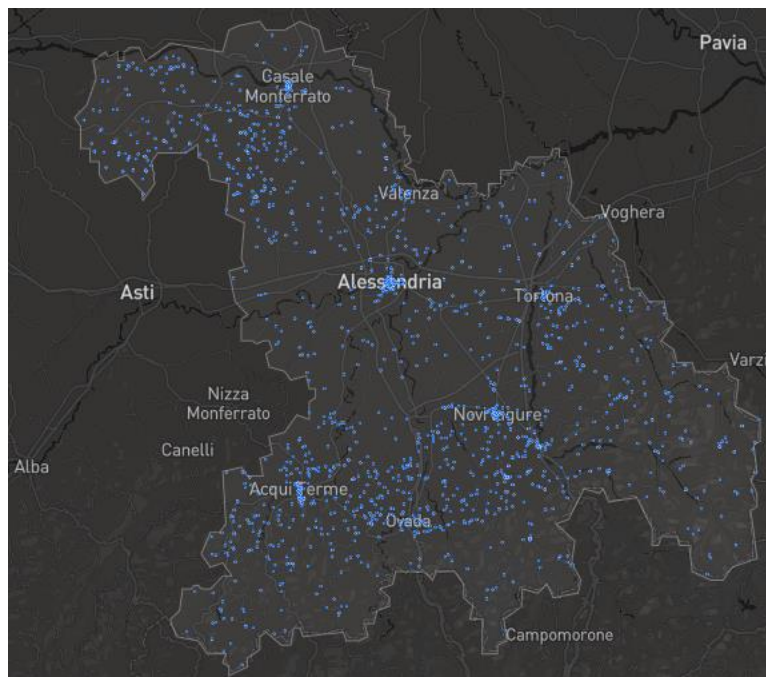 Pavia
Casale
Monferrato
Valenza
Voghera
Alessandria
Asti
Tortona
Varzi
Nizza
Monferrato
Novi Ligure
Canelli
Alba
Acqui Terme
Ovada
Campomorone